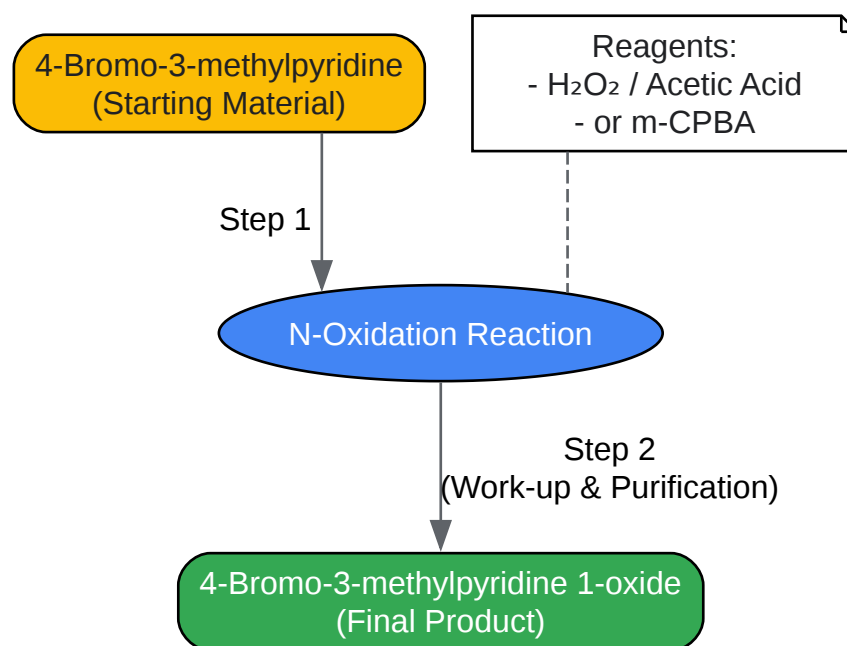 4-Bromo-3-methylpyridine
(Starting Material)
Reagents:
- H₂O₂ / Acetic Acid
- or m-CPBA
Step 1
N-Oxidation Reaction
Step 2
(Work-up & Purification)
4-Bromo-3-methylpyridine 1-oxide
(Final Product)